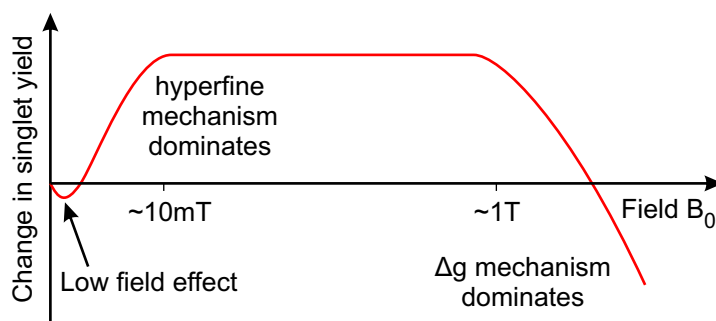 Change in singlet yield
hyperfine
mechanism
dominates
~10mT
~1T
Field B₀
Low field effect
Δg mechanism
dominates